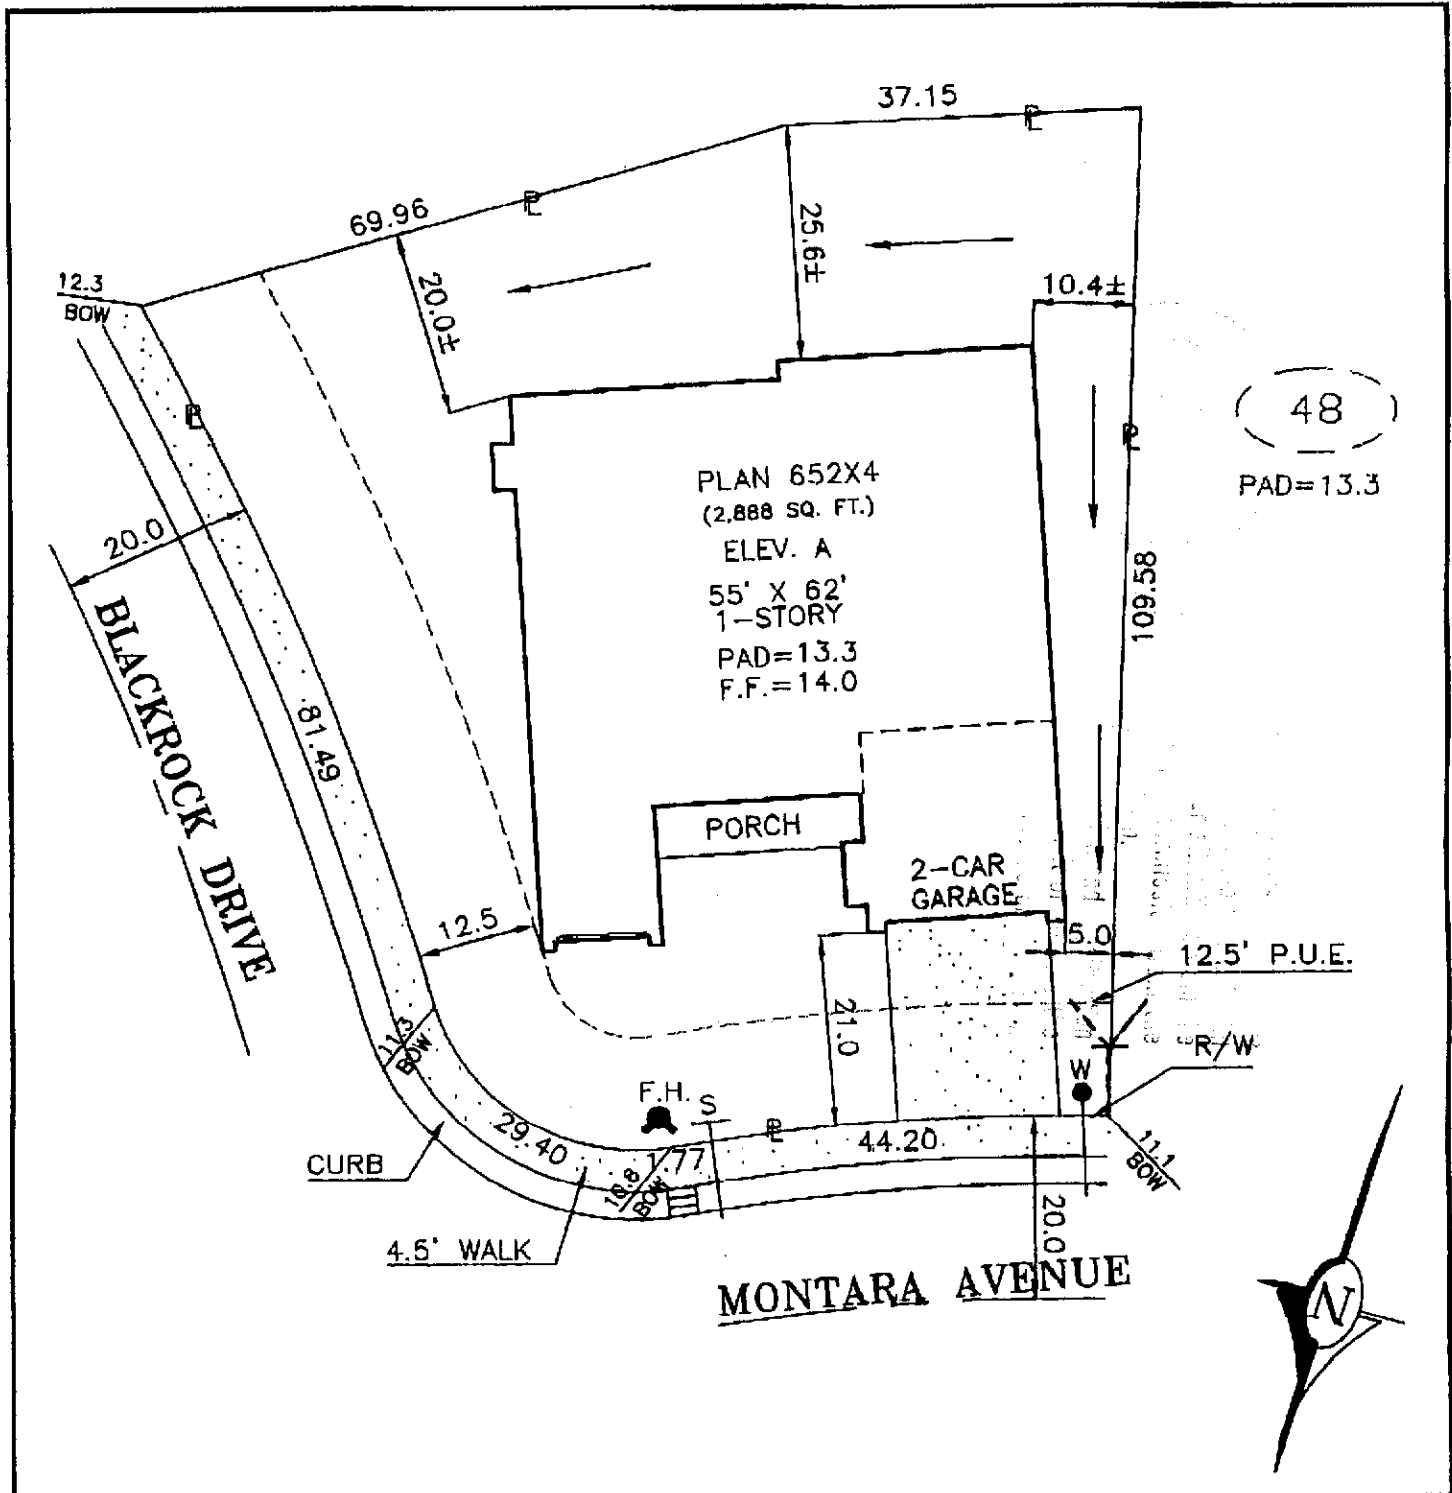 37.15
69.96
25.6±
20.0±
12.3
BOW
10.4±
48
PAD=13.3
PLAN 652X4
(2,888 SQ. FT.)
ELEV. A
55' X 62'
1-STORY
PAD=13.3
F.F.=14.0
20.0
109.58
BLACKROCK DRIVE
81.49
PORCH
2-CAR
GARAGE
12.5
5.0
12.5' P.U.E.
21.0
11.3
BOW
R/W
W
F.H.
S
29.40
1.77
44.20
11.1
BOW
CURB
BOW
4.5' WALK
20.0
MONTARA AVENUE
N